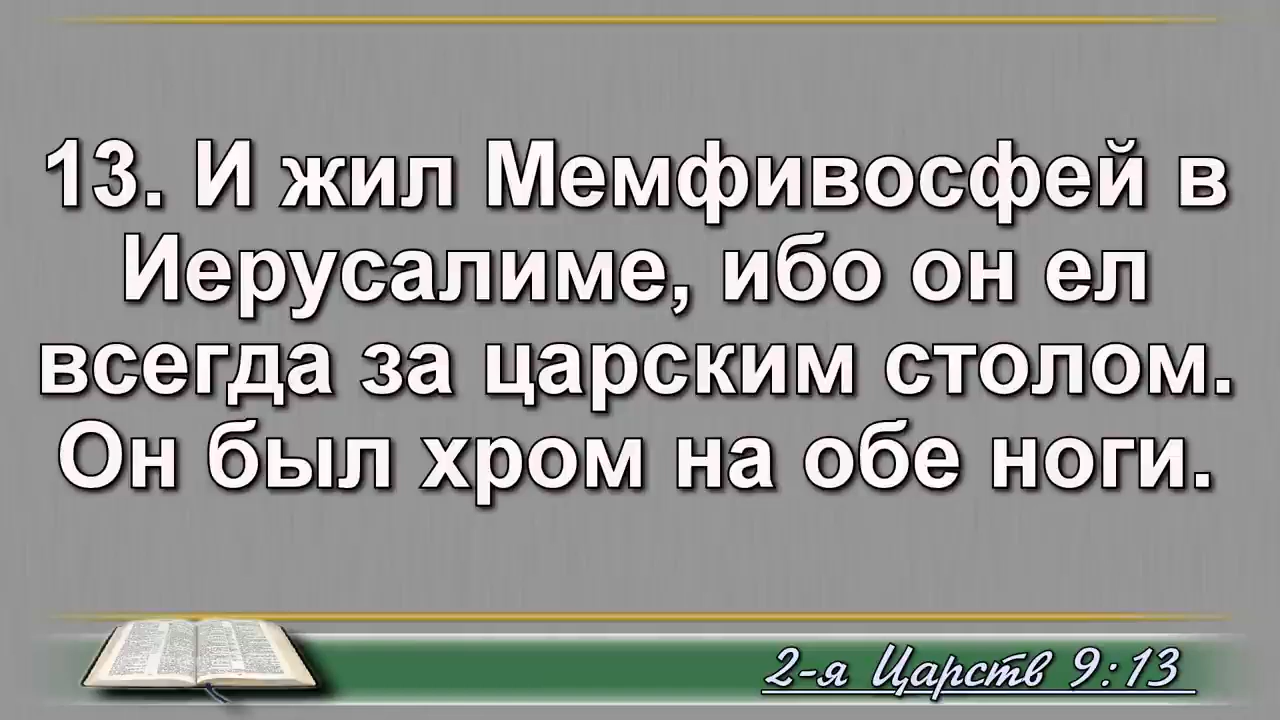 13. И жил Мемфивосфей в
Иерусалиме, ибо он ел
всегда за царским столом.
Он был хром на обе ноги.
2-я Царств 9:13